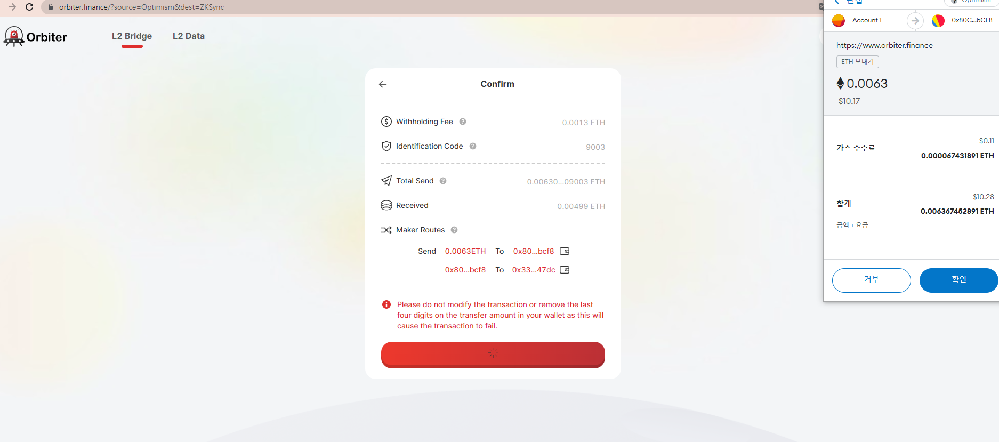 orbiter.finance/?source=Optimism&dest=ZKSync
Orbiter
L2 Bridge
L2 Data
Confirm
Withholding Fee
0.0013 ETH
Identification Code
9003
Total Send
0.00630...09003 ETH
Received
0.00499 ETH
Maker Routes
Send 0.0063ETH To 0x80...bcf8
0x80...bcf8 To 0x33...47dc
Please do not modify the transaction or remove the last
four digits on the transfer amount in your wallet as this will
cause the transaction to fail.
Optimism
Account 1
0x80C...bCF8
https://www.orbiter.finance
ETH 보내기
0.0063
$10.17
가스 수수료
$0.11
0.000067431891 ETH
합계
$10.28
0.006367452891 ETH
금액 + 요금
거부
확인